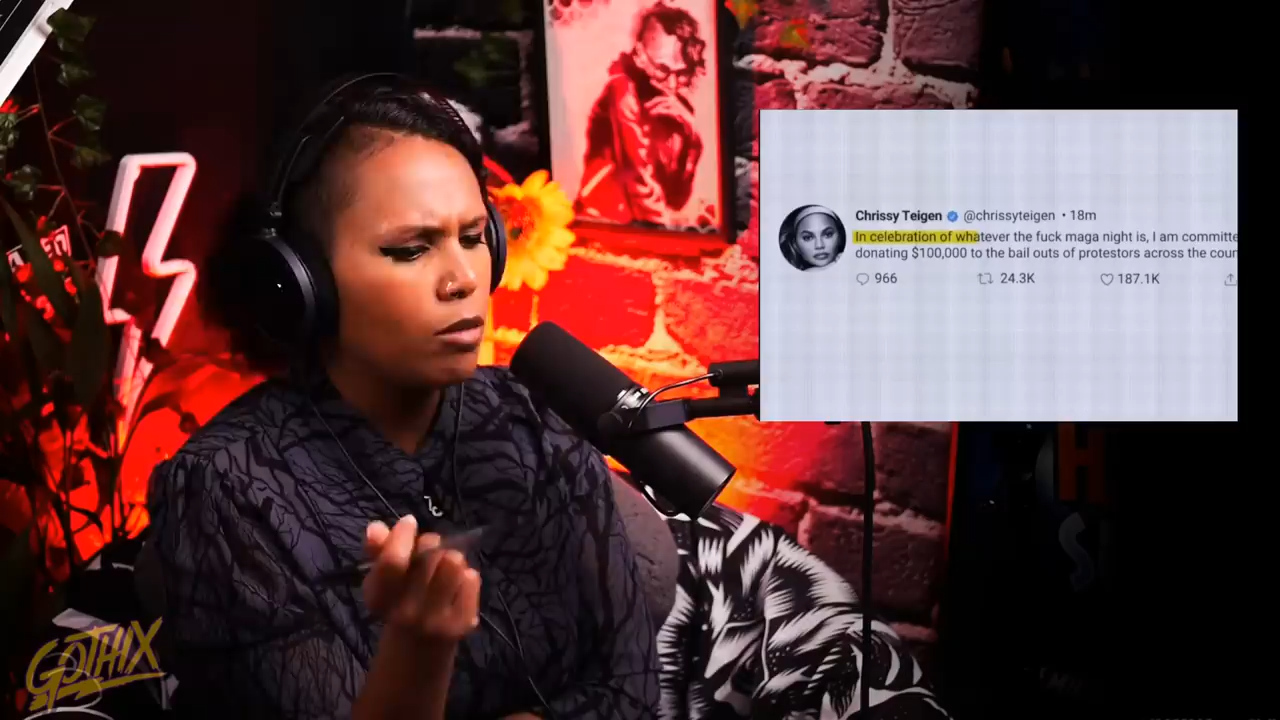 Chrissy Teigen @chrissyteigen • 18m
In celebration of whatever the fuck maga night is, I am committe
donating $100,000 to the bail outs of protestors across the cour
966 24.3K 187.1K
GOTHIX